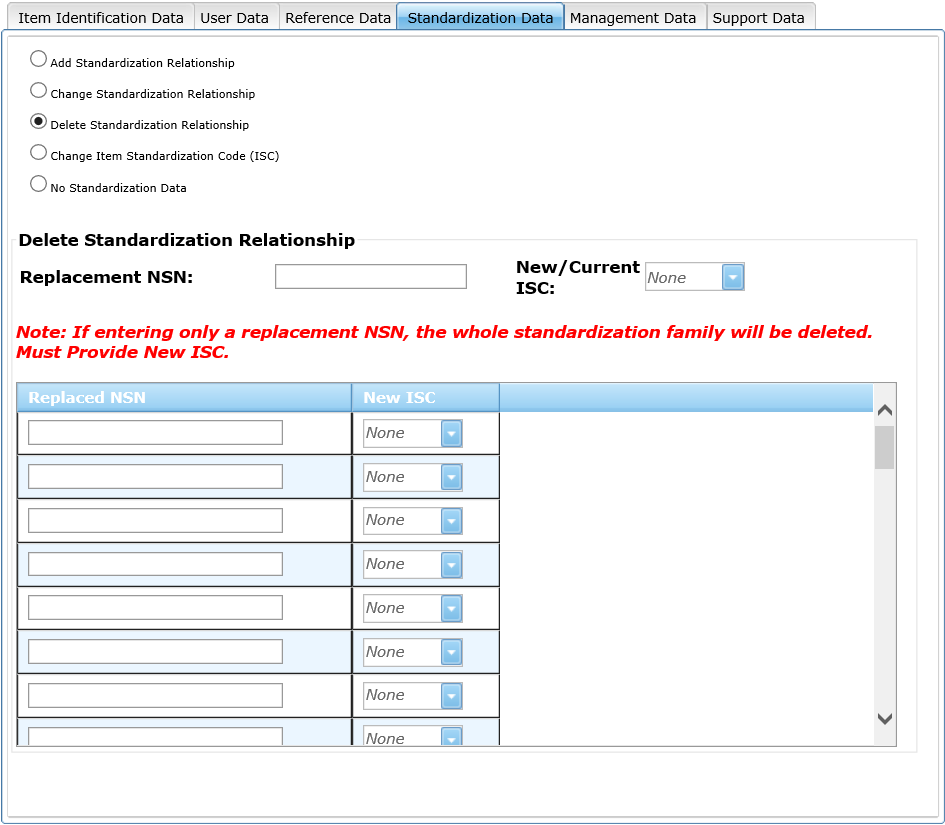 Item Identification Data User Data Reference Data Standardization Data Management Data Support Data
Add Standardization Relationship
Change Standardization Relationship
Delete Standardization Relationship
Change Item Standardization Code (ISC)
No Standardization Data
Delete Standardization Relationship
Replacement NSN:
New/Current
ISC:
None
Note: If entering only a replacement NSN, the whole standardization family will be deleted.
Must Provide New ISC.
Replaced NSN New ISC
None
None
None
None
None
None
None
None